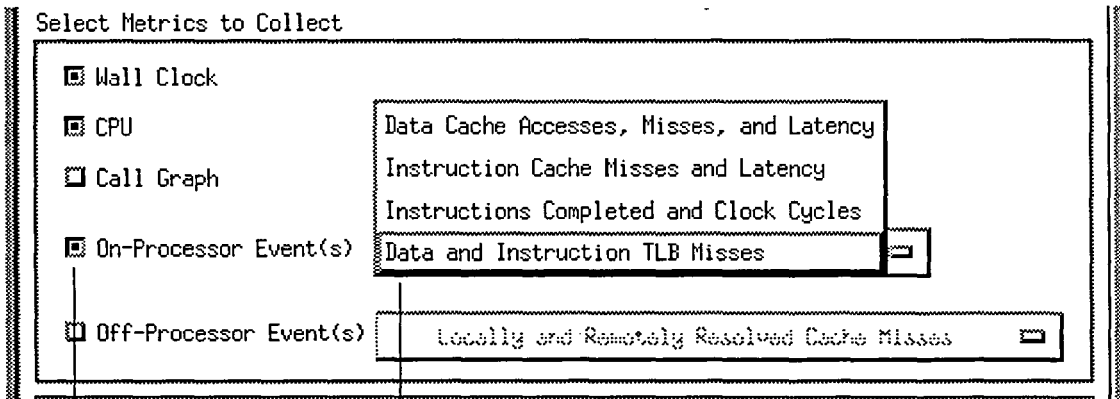 Select Metrics to Collect
Wall Clock
CPU
Data Cache Accesses, Misses, and Latency
Call Graph
Instruction Cache Misses and Latency
Instructions Completed and Clock Cycles
On-Processor Event(s)
Data and Instruction TLB Misses
Off-Processor Event(s)
Locally and Remotely Resolved Cache Misses